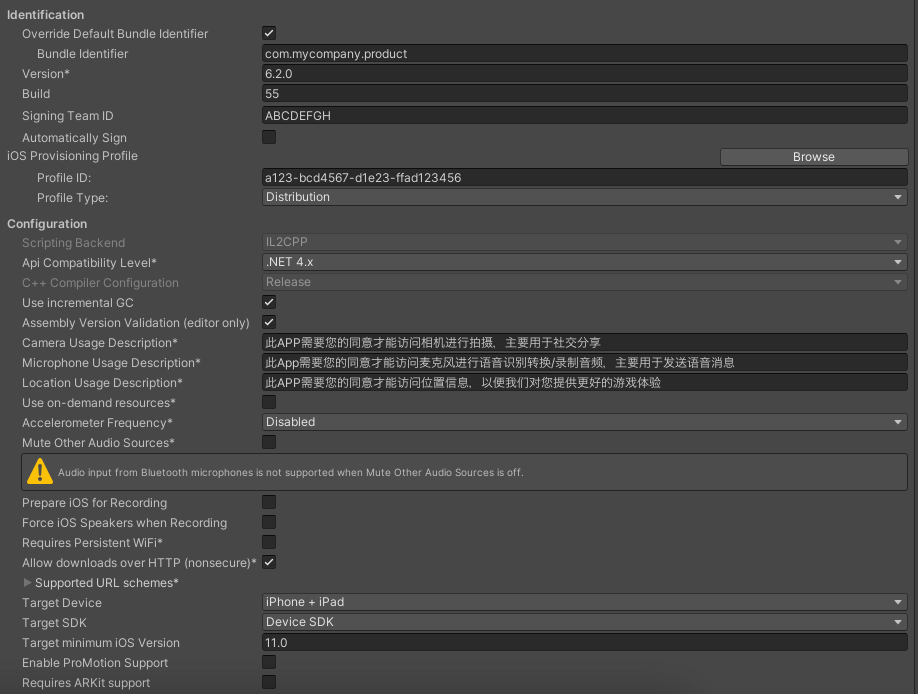 Identification
Override Default Bundle Identifier
Bundle Identifier com.mycompany.product
Version* 6.2.0
Build 55
Signing Team ID ABCDEFGH
Automatically Sign
iOS Provisioning Profile Browse
Profile ID: a123-bcd4567-d1e23-ffad123456
Profile Type: Distribution
Configuration
Scripting Backend IL2CPP
Api Compatibility Level* .NET 4.x
C++ Compiler Configuration Release
Use incremental GC
Assembly Version Validation (editor only)
Camera Usage Description* 此APP需要您的同意才能访问相机进行拍摄，主要用于社交分享
Microphone Usage Description* 此App需要您的同意才能访问麦克风进行语音识别转换/录制音频，主要用于发送语音消息
Location Usage Description* 此APP需要您的同意才能访问位置信息，以便我们对您提供更好的游戏体验
Use on-demand resources*
Accelerometer Frequency* Disabled
Mute Other Audio Sources*
Audio input from Bluetooth microphones is not supported when Mute Other Audio Sources is off.
Prepare iOS for Recording
Force iOS Speakers when Recording
Requires Persistent WiFi*
Allow downloads over HTTP (nonsecure)*
Supported URL schemes*
Target Device iPhone + iPad
Target SDK Device SDK
Target minimum iOS Version 11.0
Enable ProMotion Support
Requires ARKit support